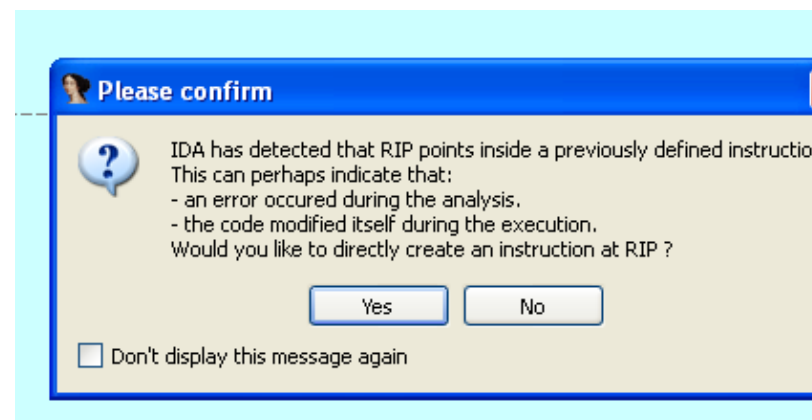 Please confirm
IDA has detected that RIP points inside a previously defined instructio
This can perhaps indicate that:
- an error occured during the analysis.
- the code modified itself during the execution.
Would you like to directly create an instruction at RIP ?
Yes
No
Don't display this message again